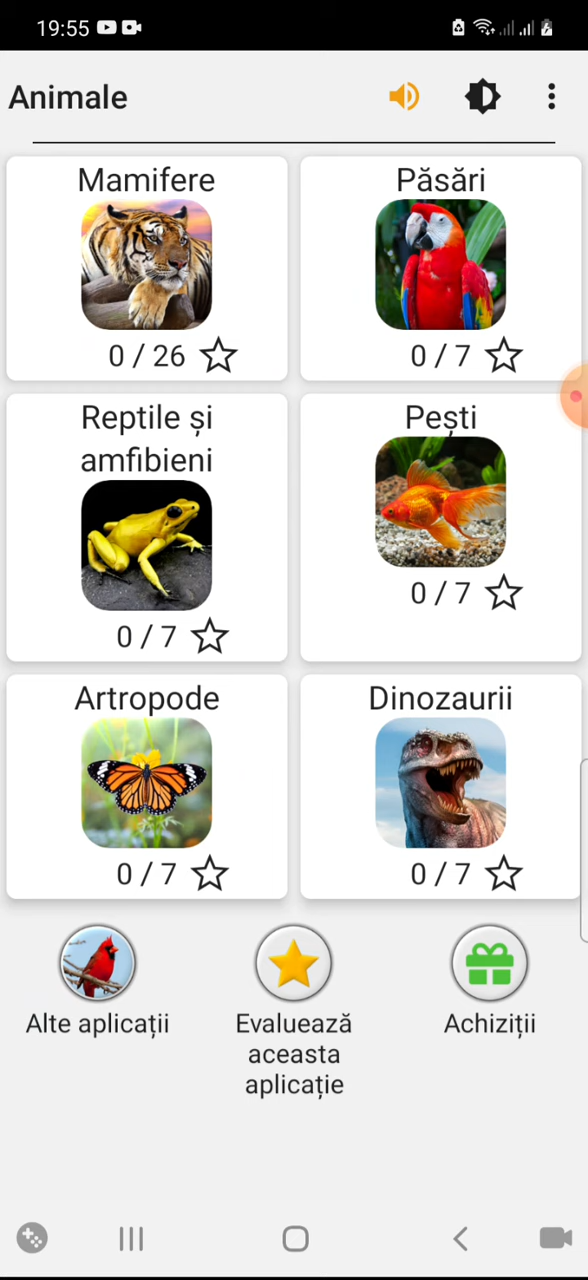 19:55
Animale
Mamifere
Păsări
0 / 26
0 / 7
Reptile și
amfibieni
Pești
0 / 7
0 / 7
Artropode
Dinozaurii
0 / 7
0 / 7
Alte aplicații
Evaluează
aceasta
aplicație
Achiziții